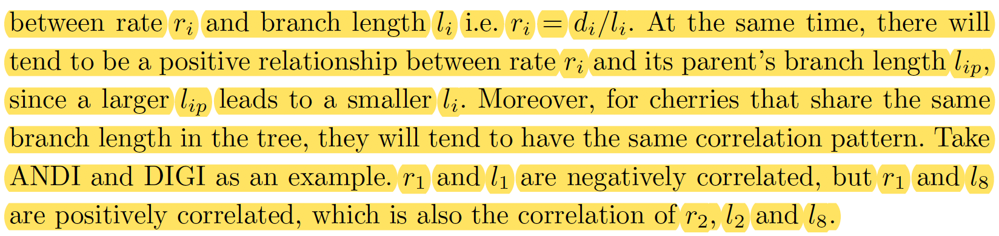 between rate r_i and branch length l_i i.e. r_i = d_i/l_i. At the same time, there will
tend to be a positive relationship between rate r_i and its parent's branch length l_{ip},
since a larger l_{ip} leads to a smaller l_i. Moreover, for cherries that share the same
branch length in the tree, they will tend to have the same correlation pattern. Take
ANDI and DIGI as an example. r_1 and l_1 are negatively correlated, but r_1 and l_8
are positively correlated, which is also the correlation of r_2, l_2 and l_8.